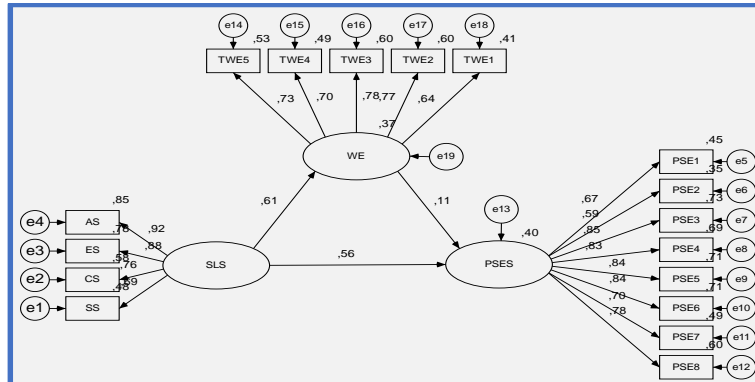 e14 e15 e16 e17 e18
,53 ,49 ,60 ,60 ,41
TWE5 TWE4 TWE3 TWE2 TWE1
,73 ,70 ,78 ,77 ,64
,37
WE
e19
,61
,11
,56
SLS
e13
,40
PSES
,85
e4 AS
,92
e3 ES
,88
,58
e2 CS
,76
,48
e1 SS
,45
PSE1 e5
,35
,67
PSE2 e6
,73
,59
PSE3 e7
,69
,85
PSE4 e8
,71
,83
PSE5 e9
,71
,84
PSE6 e10
,49
,84
PSE7 e11
,70
,60
PSE8 e12
,78